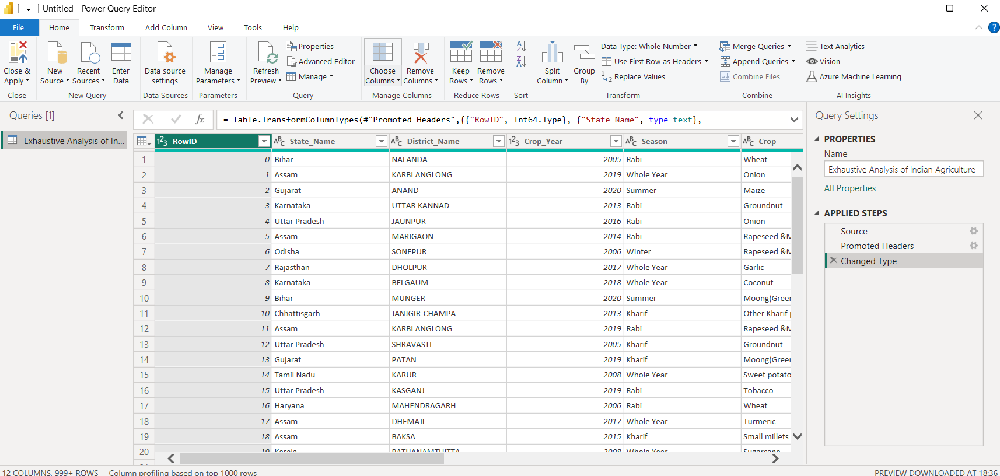 Untitled - Power Query Editor
File Home Transform Add Column View Tools Help
Close & Apply New Source Recent Sources Enter Data Data source settings Manage Parameters Refresh Preview Properties Advanced Editor Manage Choose Columns Remove Columns Keep Rows Remove Rows Split Column Group By Data Type: Whole Number Use First Row as Headers Replace Values Merge Queries Append Queries Combine Files Text Analytics Vision Azure Machine Learning
Close New Query Data Sources Parameters Query Manage Columns Reduce Rows Sort Transform Combine AI Insights
Queries [1]
Exhaustive Analysis of In...
fx = Table.TransformColumnTypes(#"Promoted Headers",{{"RowID", Int64.Type}, {"State_Name", type text},
RowID State_Name District_Name Crop_Year Season Crop
1 0 Bihar NALANDA 2005 Rabi Wheat
2 1 Assam KARBI ANGLONG 2019 Whole Year Onion
3 2 Gujarat ANAND 2020 Summer Maize
4 3 Karnataka UTTAR KANNAD 2013 Rabi Groundnut
5 4 Uttar Pradesh JAUNPUR 2016 Rabi Onion
6 5 Assam MARIGAON 2014 Rabi Rapeseed &M
7 6 Odisha SONEPUR 2006 Winter Rapeseed &M
8 7 Rajasthan DHOLPUR 2017 Whole Year Garlic
9 8 Karnataka BELGAUM 2018 Whole Year Coconut
10 9 Bihar MUNGER 2020 Summer Moong(Green
11 10 Chhattisgarh JANJGIR-CHAMPA 2013 Kharif Other Kharif p
12 11 Assam KARBI ANGLONG 2019 Rabi Rapeseed &M
13 12 Uttar Pradesh SHRAVASTI 2005 Kharif Groundnut
14 13 Gujarat PATAN 2019 Kharif Moong(Green
15 14 Tamil Nadu KARUR 2008 Whole Year Sweet potato
16 15 Uttar Pradesh KASGANJ 2019 Rabi Tobacco
17 16 Haryana MAHENDRAGARH 2006 Rabi Wheat
18 17 Assam DHEMAJI 2017 Whole Year Turmeric
19 18 Assam BAKSA 2015 Kharif Small millets
20 19 Kerala PATHANAMTHITTA 2008 Whole Year Sugarcane
Query Settings
PROPERTIES
Name
Exhaustive Analysis of Indian Agriculture
All Properties
APPLIED STEPS
Source
Promoted Headers
Changed Type
12 COLUMNS, 999+ ROWS Column profiling based on top 1000 rows PREVIEW DOWNLOADED AT 18:36